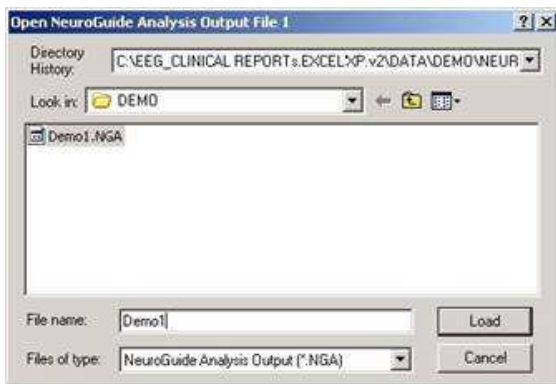 Open NeuroGuide Analysis Output File 1
Directory History:
C:\EEG_CLINICAL REPORTs.EXCEL\XP.v2\DATA\DEMO\NEUR
Look in: DEMO
Demo1.NGA
File name: Demo1
Load
Files of type: NeuroGuide Analysis Output (*.NGA)
Cancel